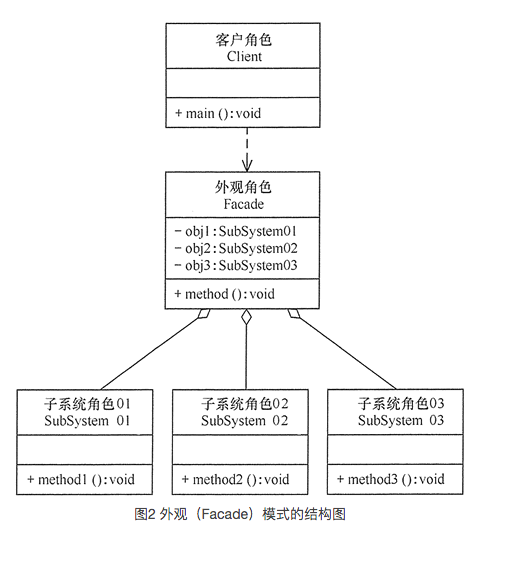 客户角色
Client
+ main():void
外观角色
Facade
- obj1:SubSystem01
- obj2:SubSystem02
- obj3:SubSystem03
+ method():void
子系统角色01
SubSystem 01
+ method1():void
子系统角色02
SubSystem 02
+ method2():void
子系统角色03
SubSystem 03
+ method3():void
图2 外观（Facade）模式的结构图